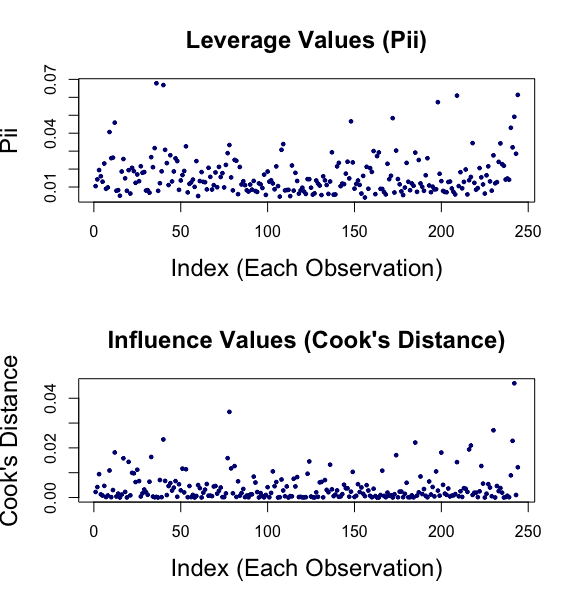 Leverage Values (Pii)
Pii
0.07
0.04
0.01
0 50 100 150 200 250
Index (Each Observation)
Influence Values (Cook's Distance)
Cook's Distance
0.04
0.02
0.00
0 50 100 150 200 250
Index (Each Observation)